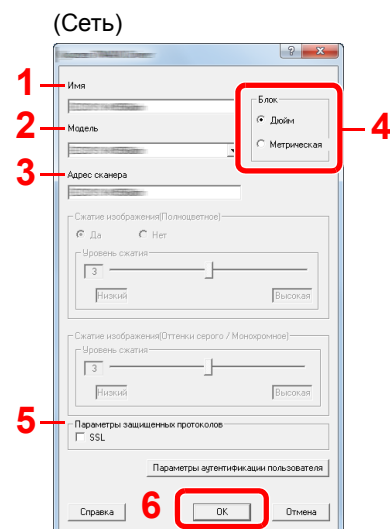 (Сеть)
1
Имя
Блок
Дюйм
4
2
Модель
Метрическая
3
Адрес сканера
Сжатие изображения(Полноцветное)
Да Нет
Уровень сжатия
3
Низкий Высокая
Сжатие изображения(Оттенки серого / Монохромное)
Уровень сжатия
3
Низкий Высокая
5
Параметры защищенных протоколов
SSL
Параметры аутентификации пользователя
Справка 6 OK Отмена